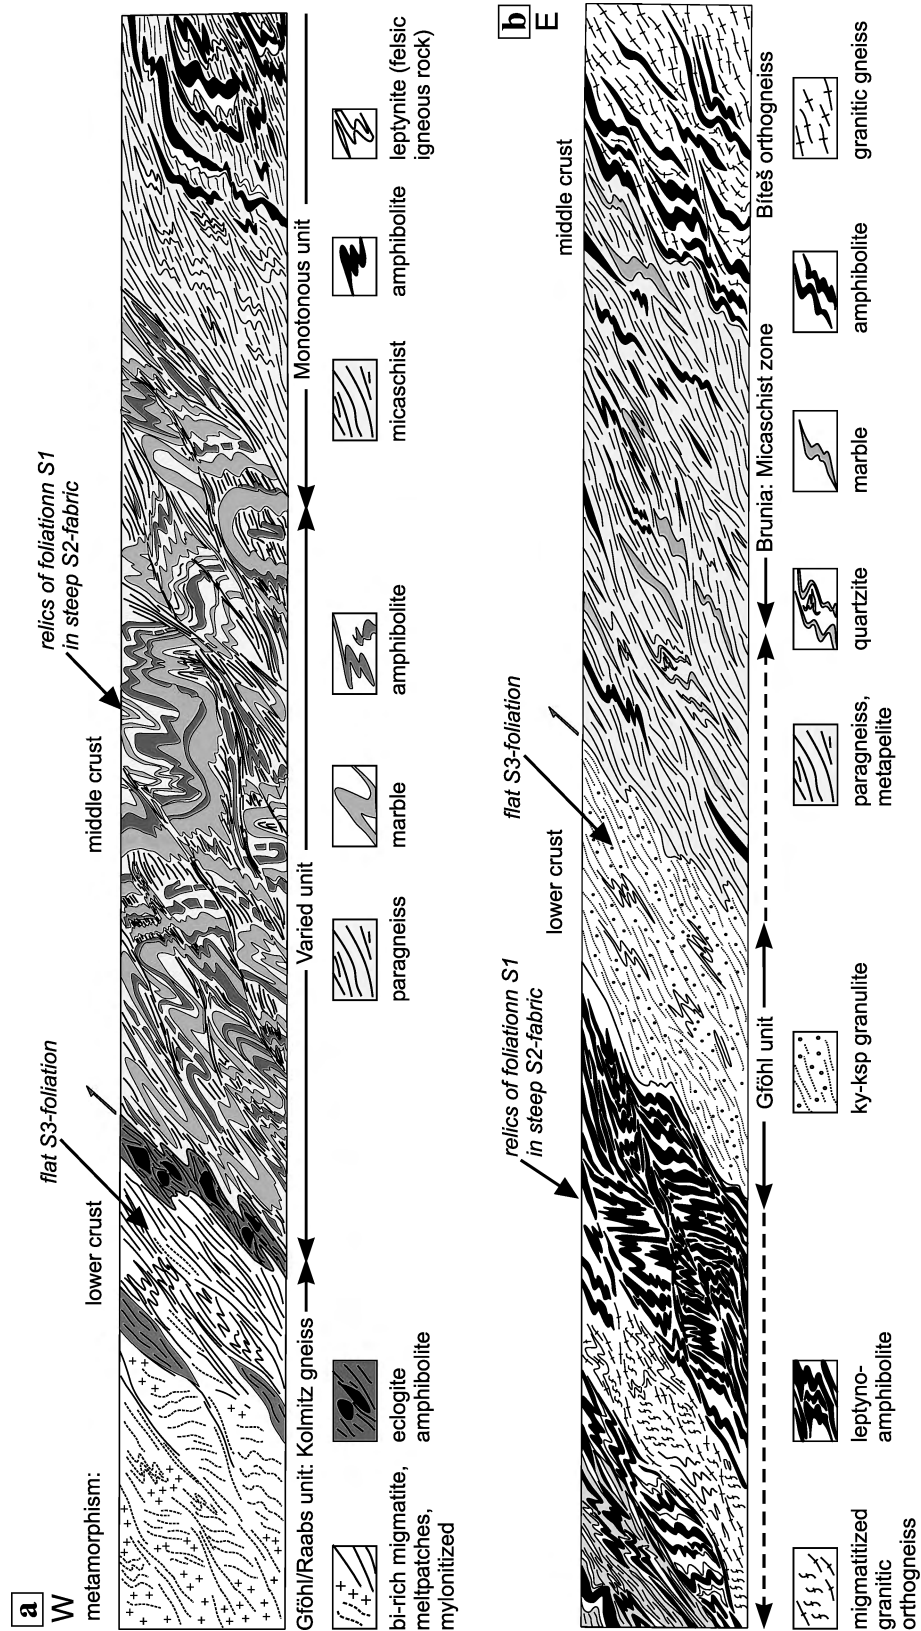 a
W
metamorphism:
lower crust
flat S3-foliation
middle crust
relics of foliationn S1
in steep S2-fabric
Gföhl/Raabs unit: Kolmitz gneiss
Varied unit
Monotonous unit
bi-rich migmatite,
meltpatches,
mylonitized
eclogite
amphibolite
paragneiss
marble
amphibolite
micaschist
amphibolite
leptynite (felsic
igneous rock)
b
E
relics of foliationn S1
in steep S2-fabric
lower crust
flat S3-foliation
middle crust
Gföhl unit
Brunia: Micaschist zone
Bíteš orthogneiss
migmatitized
granitic
orthogneiss
leptyno-
amphibolite
ky-ksp granulite
paragneiss,
metapelite
quartzite
marble
amphibolite
granitic gneiss